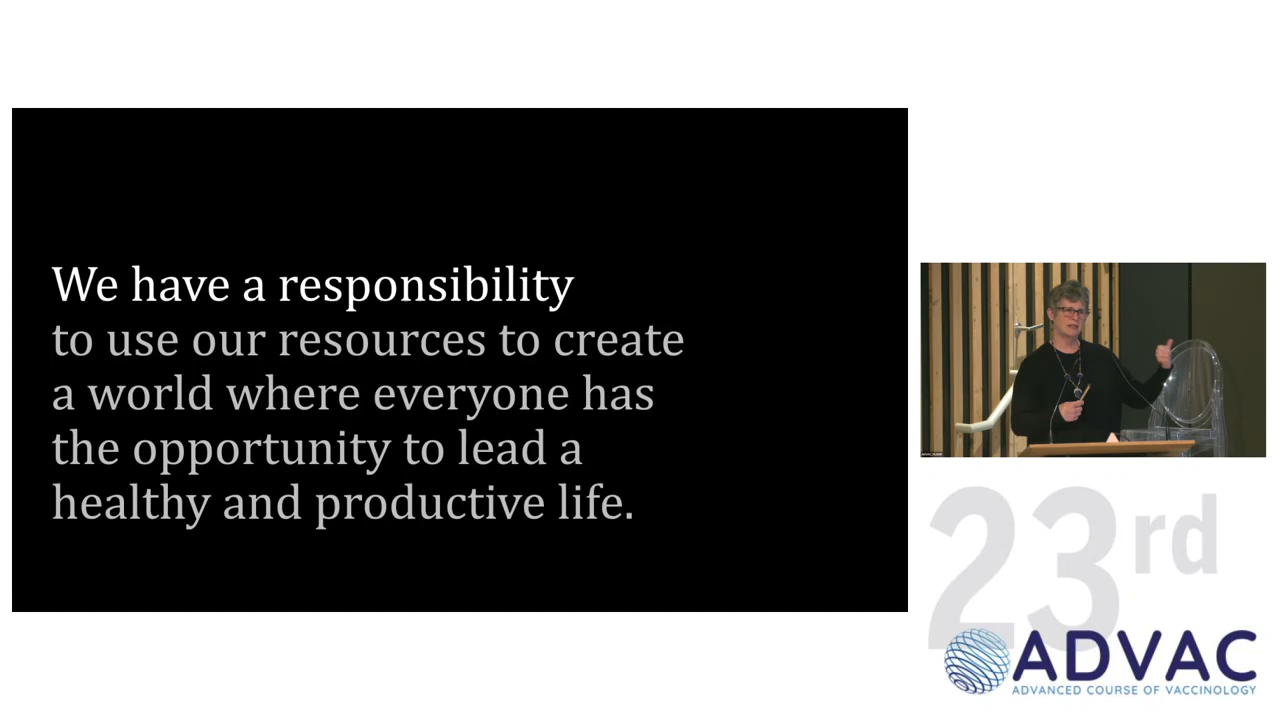 We have a responsibility
to use our resources to create
a world where everyone has
the opportunity to lead a
healthy and productive life.
23rd
ADVAC
ADVANCED COURSE OF VACCINOLOGY